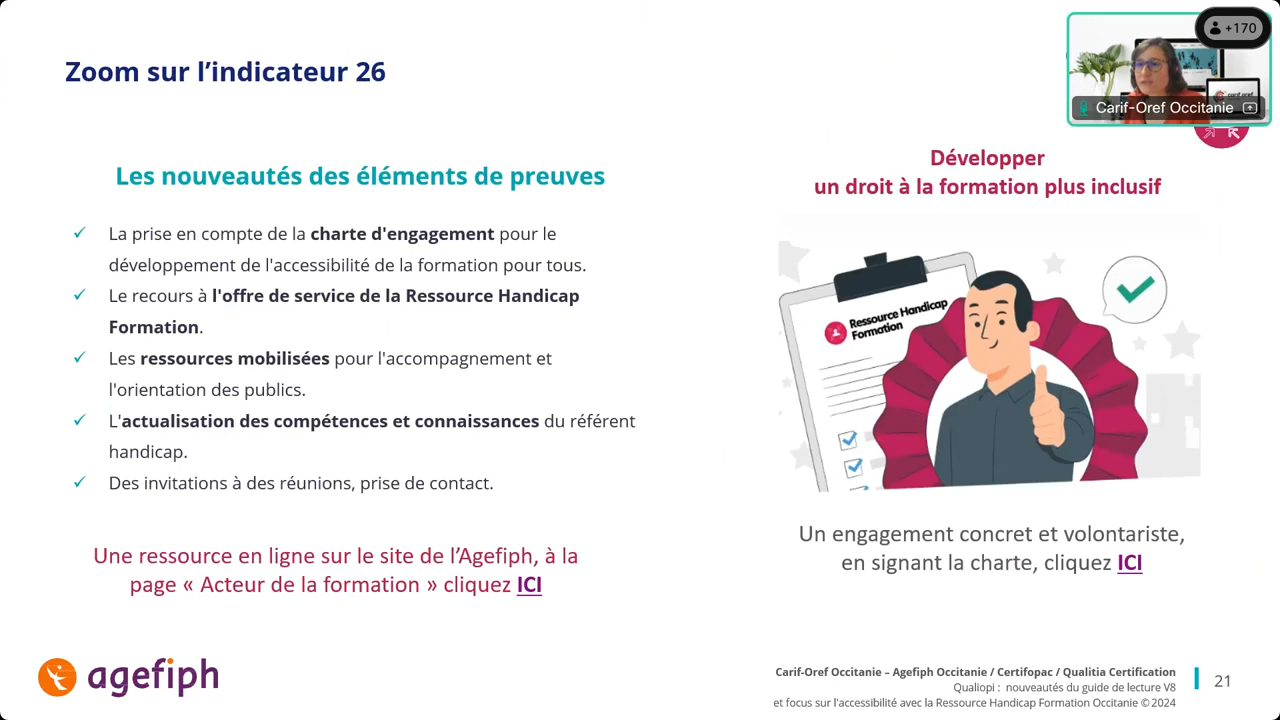 Zoom sur l’indicateur 26
+170
Carif-Oref Occitanie
Les nouveautés des éléments de preuves
La prise en compte de la charte d'engagement pour le
développement de l'accessibilité de la formation pour tous.
Le recours à l'offre de service de la Ressource Handicap
Formation.
Les ressources mobilisées pour l'accompagnement et
l'orientation des publics.
L'actualisation des compétences et connaissances du référent
handicap.
Des invitations à des réunions, prise de contact.
Une ressource en ligne sur le site de l’Agefiph, à la
page « Acteur de la formation » cliquez ICI
Développer
un droit à la formation plus inclusif
Ressource Handicap
Formation
Un engagement concret et volontariste,
en signant la charte, cliquez ICI
agefiph
Carif-Oref Occitanie – Agefiph Occitanie / Certifopac / Qualitia Certification
Qualiopi : nouveautés du guide de lecture V8
et focus sur l'accessibilité avec la Ressource Handicap Formation Occitanie © 2024
21